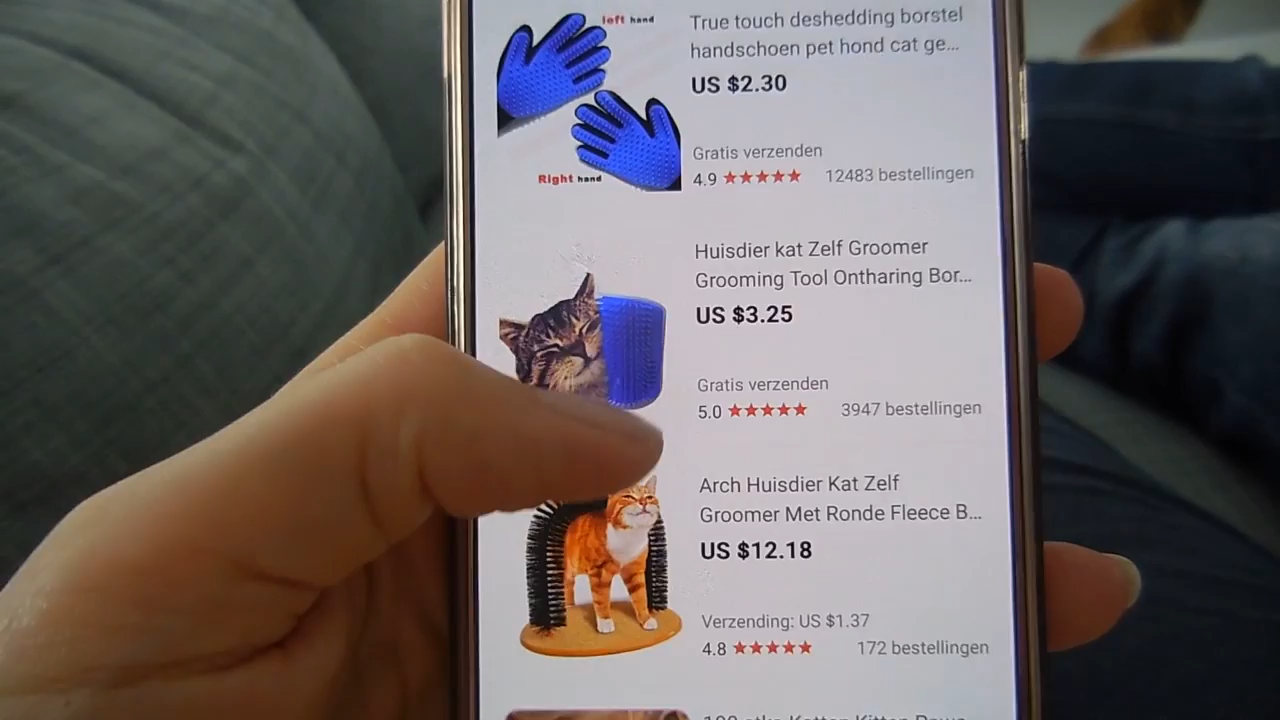 left hand
Right hand
True touch deshedding borstel
handschoen pet hond cat ge...
US $2.30
Gratis verzenden
4.9 12483 bestellingen
Huisdier kat Zelf Groomer
Grooming Tool Ontharing Bor...
US $3.25
Gratis verzenden
5.0 3947 bestellingen
Arch Huisdier Kat Zelf
Groomer Met Ronde Fleece B...
US $12.18
Verzending: US $1.37
4.8 172 bestellingen